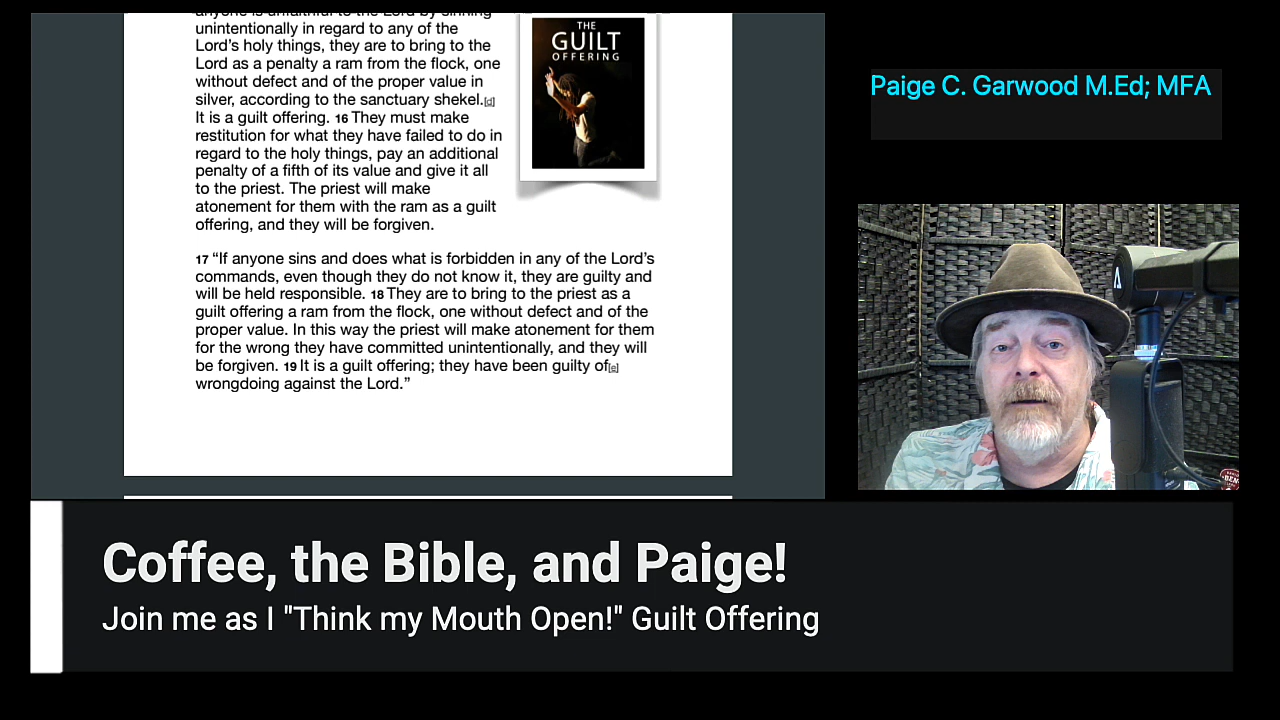 anyone is unfaithful to the Lord by sinning
unintentionally in regard to any of the
Lord’s holy things, they are to bring to the
Lord as a penalty a ram from the flock, one
without defect and of the proper value in
silver, according to the sanctuary shekel.[d]
It is a guilt offering. 16 They must make
restitution for what they have failed to do in
regard to the holy things, pay an additional
penalty of a fifth of its value and give it all
to the priest. The priest will make
atonement for them with the ram as a guilt
offering, and they will be forgiven.
THE
GUILT
OFFERING
17 “If anyone sins and does what is forbidden in any of the Lord’s
commands, even though they do not know it, they are guilty and
will be held responsible. 18 They are to bring to the priest as a
guilt offering a ram from the flock, one without defect and of the
proper value. In this way the priest will make atonement for them
for the wrong they have committed unintentionally, and they will
be forgiven. 19 It is a guilt offering; they have been guilty of[e]
wrongdoing against the Lord.”
Paige C. Garwood M.Ed; MFA
Coffee, the Bible, and Paige!
Join me as I "Think my Mouth Open!" Guilt Offering